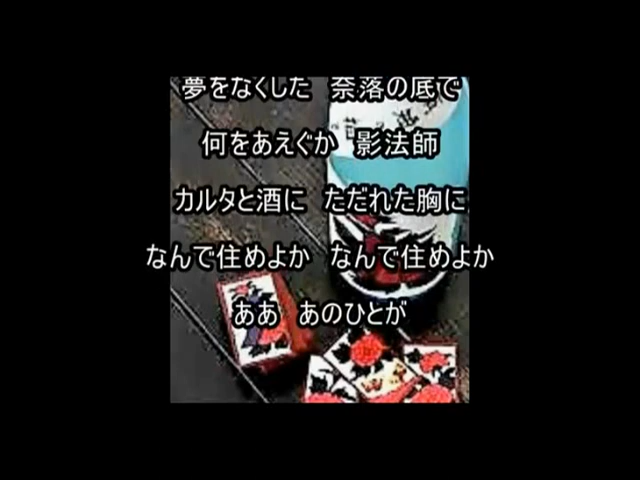 夢をなくした 奈落の底で
何をあえぐか 影法師
カルタと酒に ただれた胸に
なんで住めよか なんで住めよか
ああ あのひとが